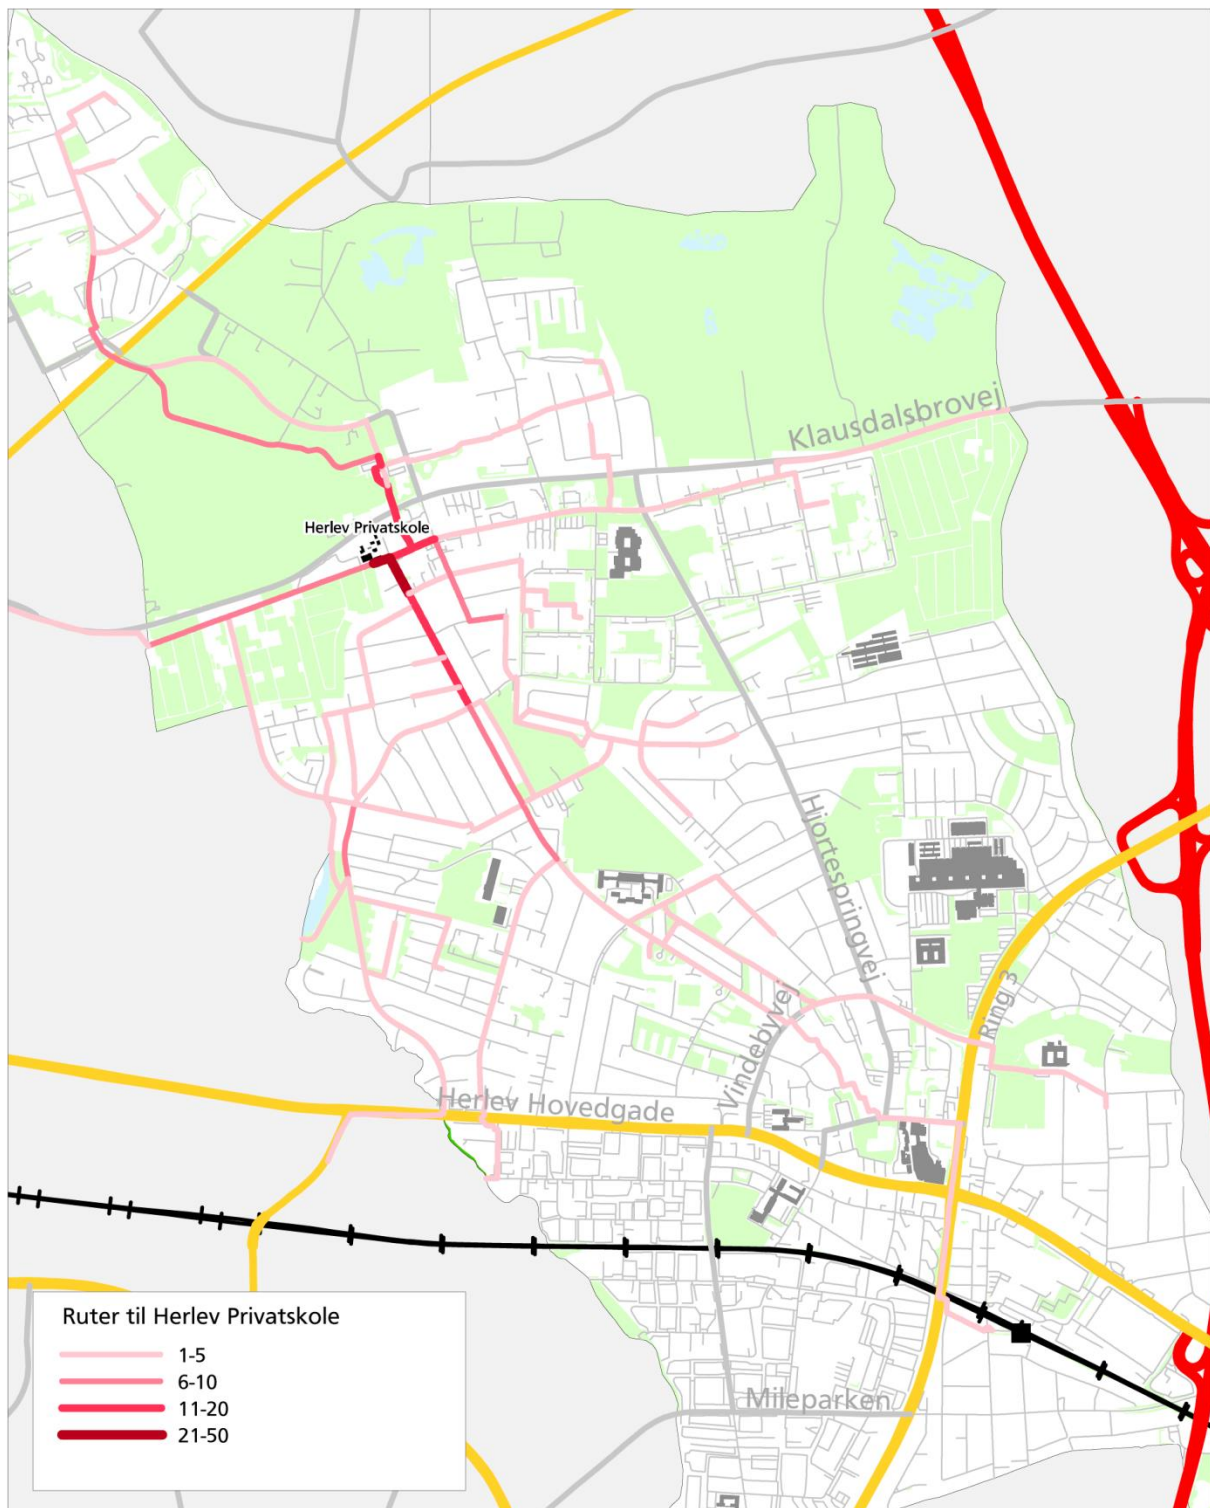 Klausdalsbrovej
Herlev Privatskole
Hjortespringvej
Ring 3
Vindebyvej
Herlev Hovedgade
Ruter til Herlev Privatskole
1-5
6-10
11-20
21-50
Mileparken